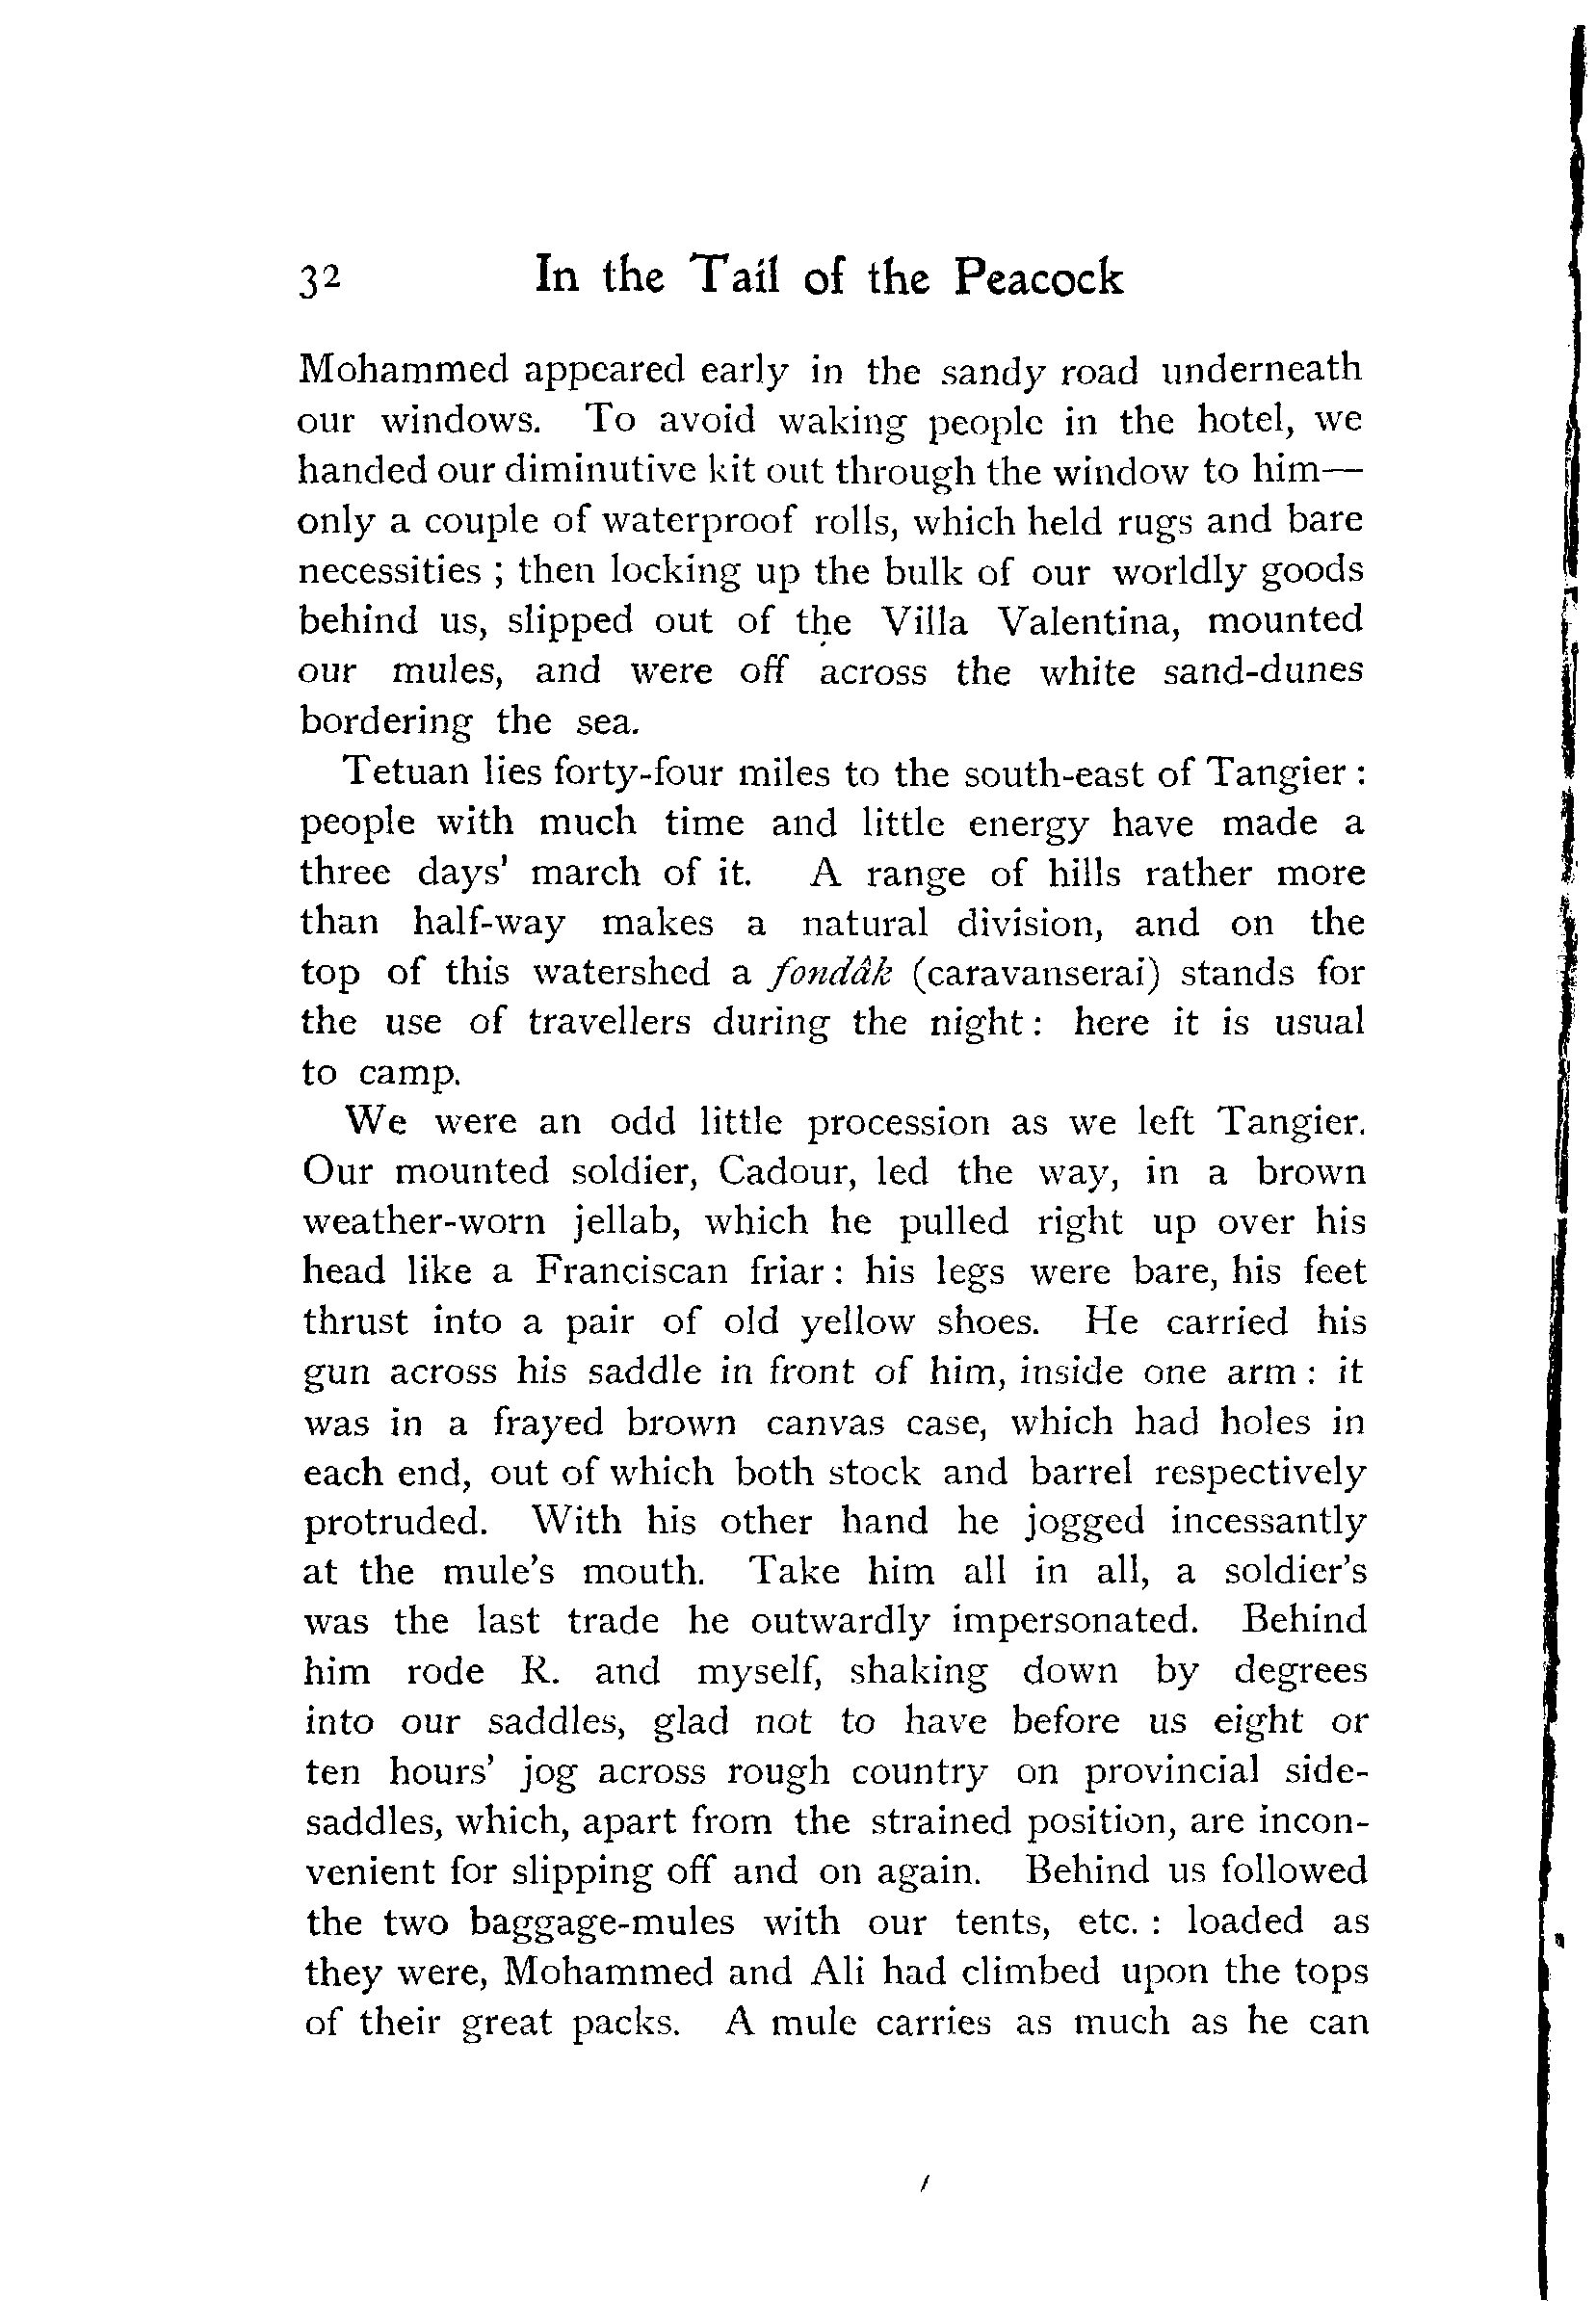 32 In the Tail of the Peacock
Mohammed appeared early in the sandy road underneath
our windows. To avoid waking people in the hotel, we
handed our diminutive kit out through the window to him—
only a couple of waterproof rolls, which held rugs and bare
necessities ; then locking up the bulk of our worldly goods
behind us, slipped out of the Villa Valentina, mounted
our mules, and were off across the white sand-dunes
bordering the sea.
Tetuan lies forty-four miles to the south-east of Tangier :
people with much time and little energy have made a
three days' march of it. A range of hills rather more
than half-way makes a natural division, and on the
top of this watershed a fondâk (caravanserai) stands for
the use of travellers during the night : here it is usual
to camp.
We were an odd little procession as we left Tangier.
Our mounted soldier, Cadour, led the way, in a brown
weather-worn jellab, which he pulled right up over his
head like a Franciscan friar : his legs were bare, his feet
thrust into a pair of old yellow shoes. He carried his
gun across his saddle in front of him, inside one arm : it
was in a frayed brown canvas case, which had holes in
each end, out of which both stock and barrel respectively
protruded. With his other hand he jogged incessantly
at the mule's mouth. Take him all in all, a soldier's
was the last trade he outwardly impersonated. Behind
him rode R. and myself, shaking down by degrees
into our saddles, glad not to have before us eight or
ten hours' jog across rough country on provincial side-
saddles, which, apart from the strained position, are incon-
venient for slipping off and on again. Behind us followed
the two baggage-mules with our tents, etc. : loaded as
they were, Mohammed and Ali had climbed upon the tops
of their great packs. A mule carries as much as he can